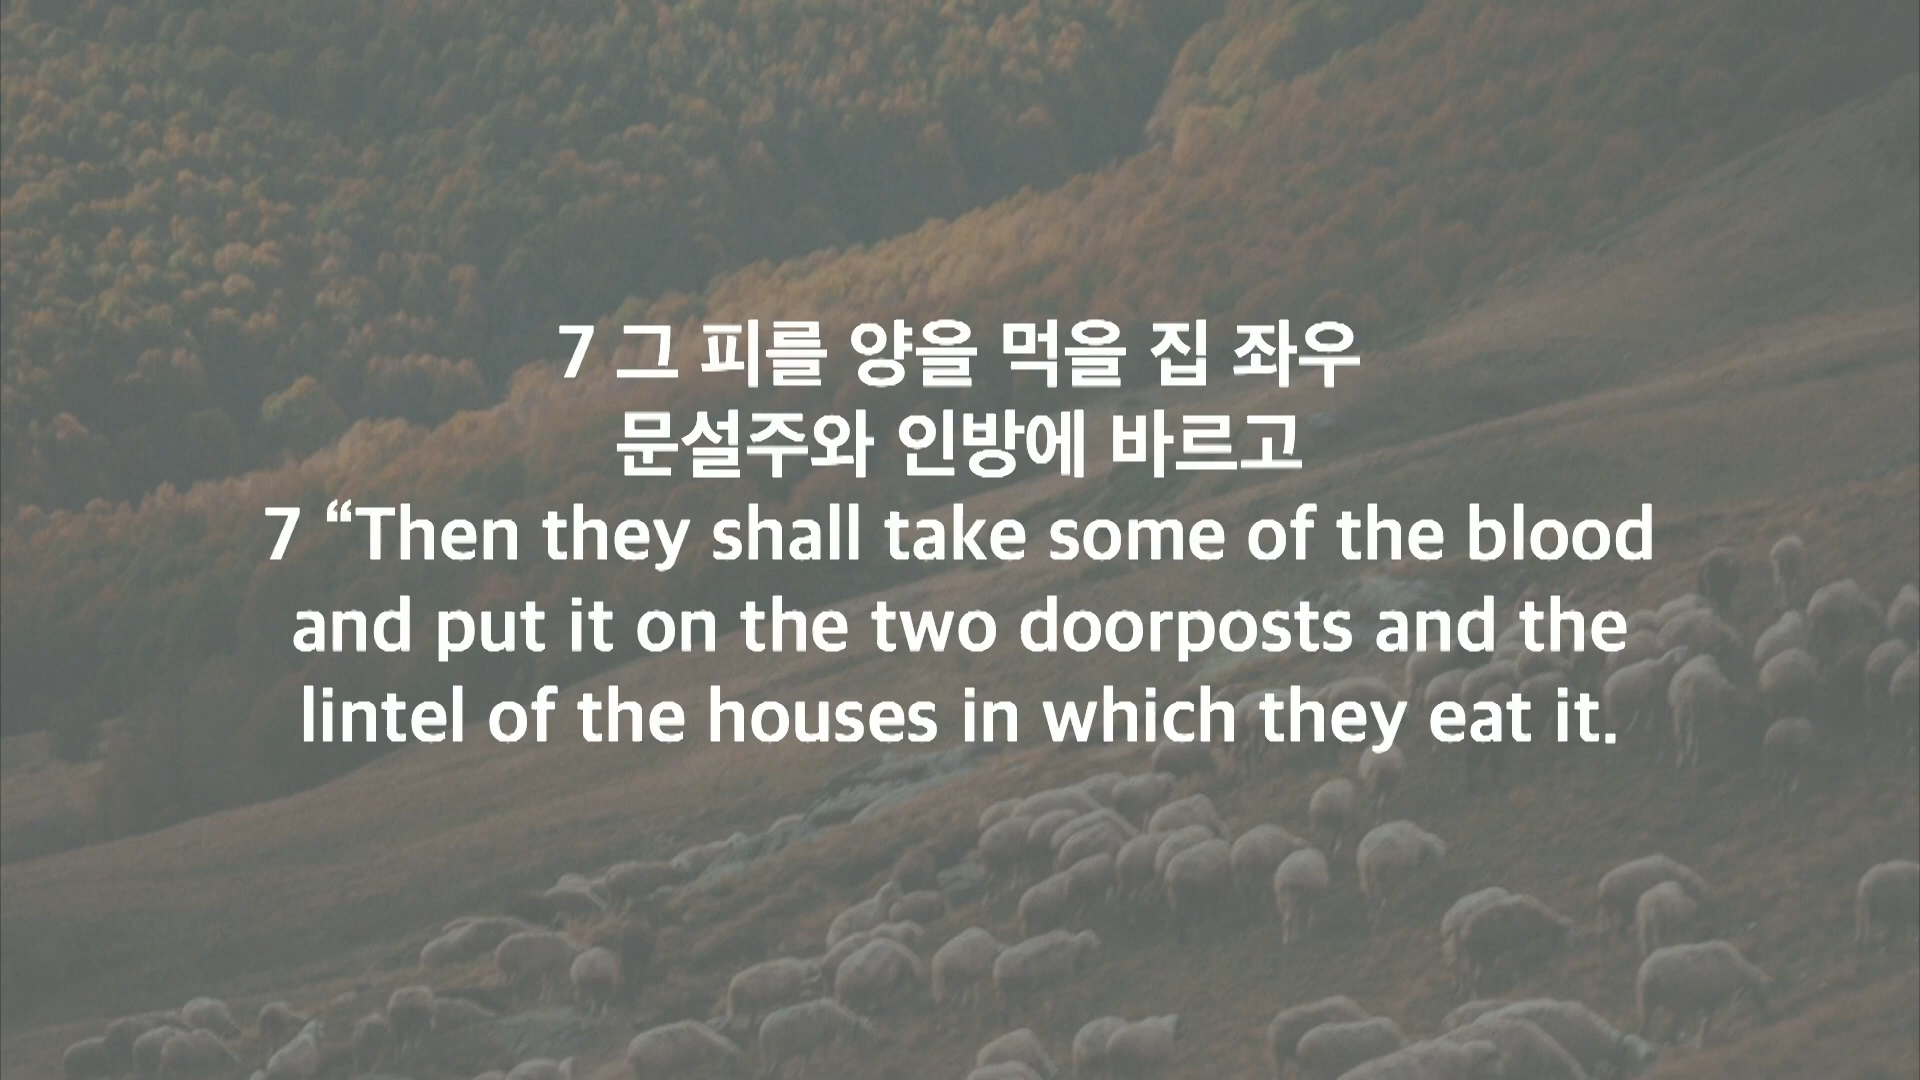 7 그 피를 양을 먹을 집 좌우
문설주와 인방에 바르고
7 “Then they shall take some of the blood
and put it on the two doorposts and the
lintel of the houses in which they eat it.